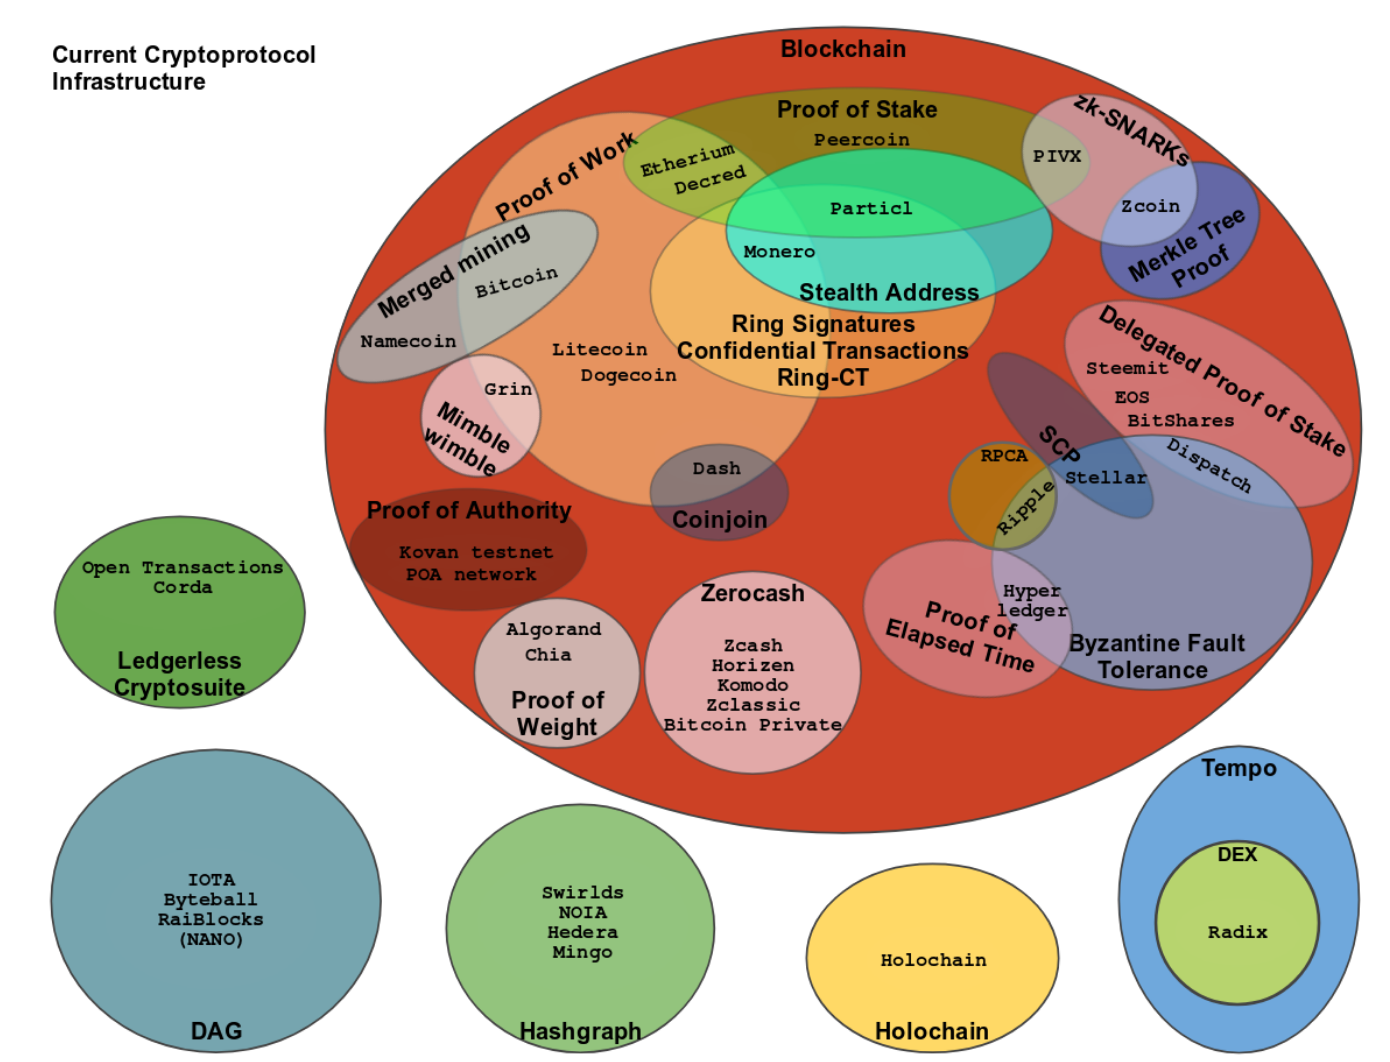 Current Cryptoprotocol
Infrastructure
Blockchain
Proof of Stake
Peercoin
Proof of Work
Etherium
Decred
zk-SNARKs
PIVX
Zcoin
Merkle Tree
Proof
Particl
Monero
Stealth Address
Ring Signatures
Confidential Transactions
Ring-CT
Merged mining
Bitcoin
Namecoin
Litecoin
Dogecoin
Grin
Mimble
wimble
Delegated Proof of Stake
Steemit
EOS
BitShares
Dispatch
SCP
Stellar
RPCA
Ripple
Dash
Coinjoin
Proof of Authority
Kovan testnet
POA network
Hyper
ledger
Proof of
Elapsed Time
Byzantine Fault
Tolerance
Algorand
Chia
Proof of
Weight
Zerocash
Zcash
Horizen
Komodo
Zclassic
Bitcoin Private
Open Transactions
Corda
Ledgerless
Cryptosuite
IOTA
Byteball
RaiBlocks
(NANO)
DAG
Swirlds
NOIA
Hedera
Mingo
Hashgraph
Holochain
Holochain
Tempo
DEX
Radix